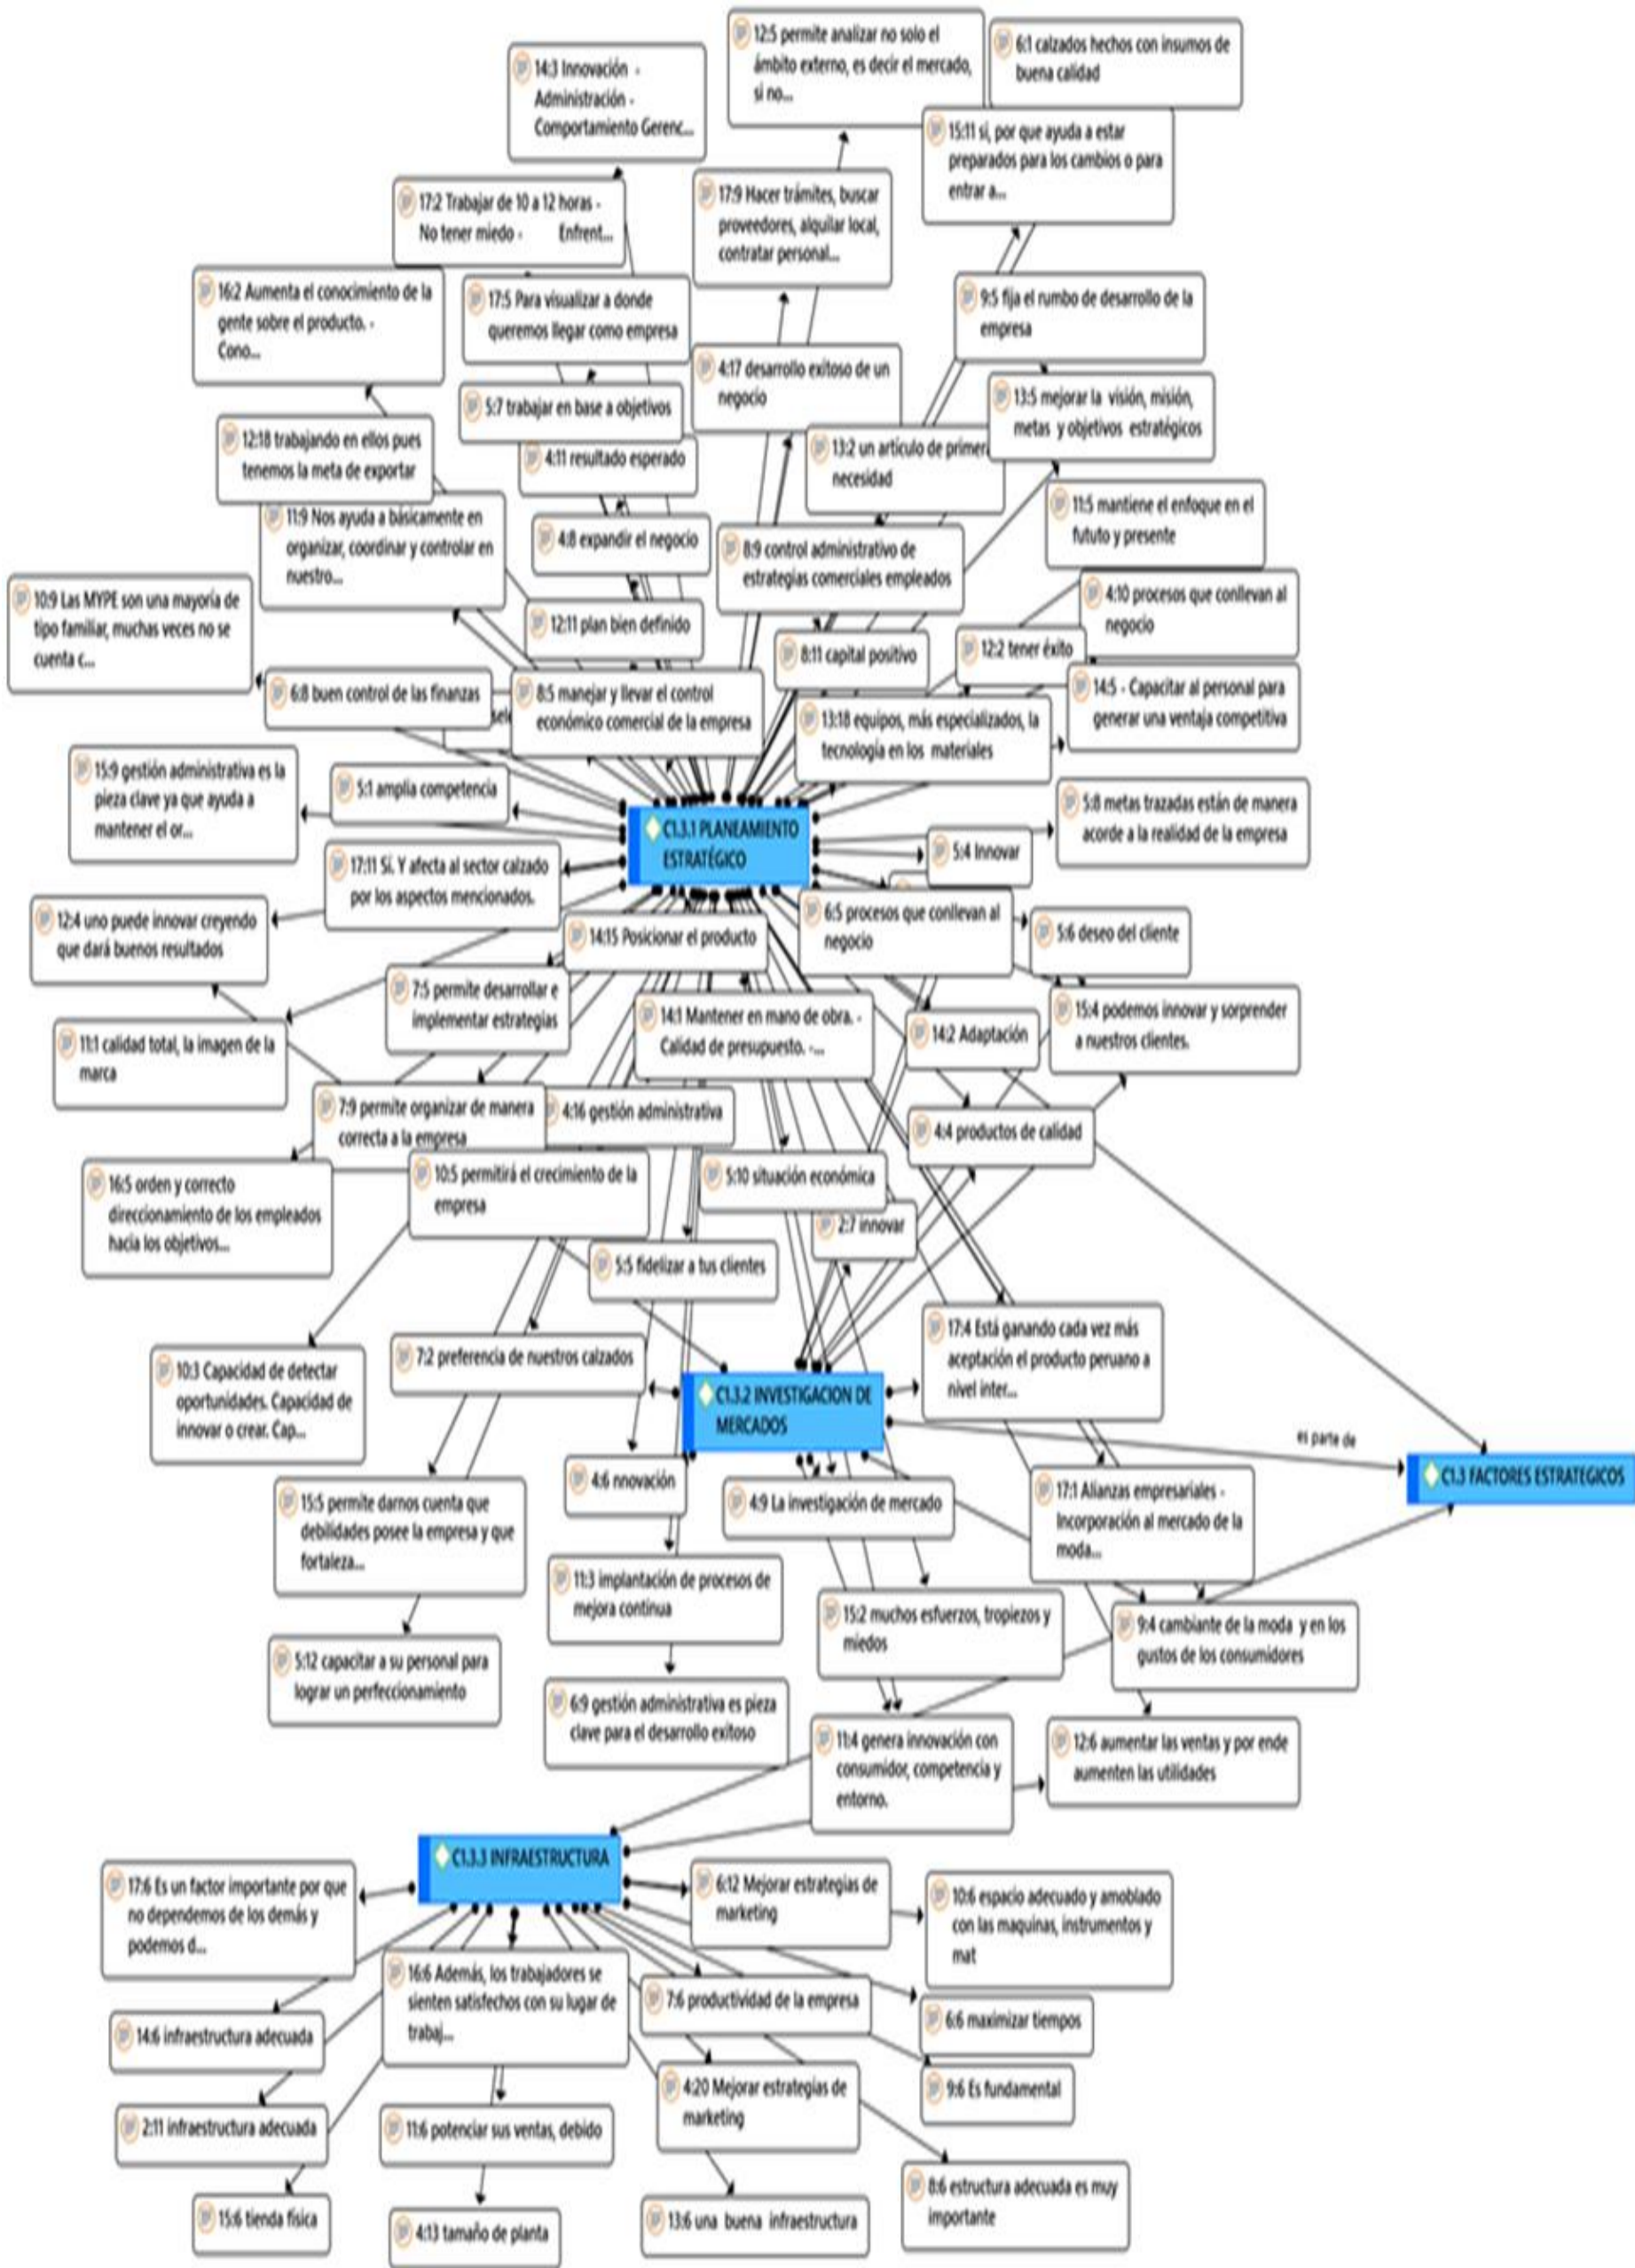 12:5 permite analizar no solo el
ámbito externo, es decir el mercado,
si no...
6:1 calzados hechos con insumos de
buena calidad
14:3 Innovación -
Administración -
Comportamiento Gerenc...
15:11 si, por que ayuda a estar
preparados para los cambios o para
entrar a...
17:2 Trabajar de 10 a 12 horas -
No tener miedo - Enfrent...
17:9 Hacer trámites, buscar
proveedores, alquilar local,
contratar personal...
16:2 Aumenta el conocimiento de la
gente sobre el producto. -
Cono...
17:5 Para visualizar a donde
queremos llegar como empresa
9:5 fija el rumbo de desarrollo de la
empresa
4:17 desarrollo exitoso de un
negocio
5:7 trabajar en base a objetivos
13:5 mejorar la visión, misión,
metas y objetivos estratégicos
12:18 trabajando en ellos pues
tenemos la meta de exportar
4:11 resultado esperado
13:2 un artículo de primera
necesidad
11:5 mantiene el enfoque en el
fututo y presente
11:9 Nos ayuda a básicamente en
organizar, coordinar y controlar en
nuestro...
4:8 expandir el negocio
8:9 control administrativo de
estrategias comerciales empleados
10:9 Las MYPE son una mayoría de
tipo familiar, muchas veces no se
cuenta c...
4:10 procesos que conllevan al
negocio
12:11 plan bien definido
8:11 capital positivo
12:2 tener éxito
6:8 buen control de las finanzas
8:5 manejar y llevar el control
económico comercial de la empresa
14:5 - Capacitar al personal para
generar una ventaja competitiva
13:18 equipos, más especializados, la
tecnología en los materiales
15:9 gestión administrativa es la
pieza clave ya que ayuda a
mantener el or...
5:1 amplia competencia
5:8 metas trazadas están de manera
acorde a la realidad de la empresa
C1.3.1 PLANEAMIENTO
ESTRATÉGICO
5:4 Innovar
17:11 Sí. Y afecta al sector calzado
por los aspectos mencionados.
12:4 uno puede innovar creyendo
que dará buenos resultados
14:15 Posicionar el producto
6:5 procesos que conllevan al
negocio
5:6 deseo del cliente
7:5 permite desarrollar e
implementar estrategias
14:1 Mantener en mano de obra. -
Calidad de presupuesto. -...
14:2 Adaptación
15:4 podemos innovar y sorprender
a nuestros clientes.
11:1 calidad total, la imagen de la
marca
7:9 permite organizar de manera
correcta a la empresa
4:16 gestión administrativa
4:4 productos de calidad
16:5 orden y correcto
direccionamiento de los empleados
hacia los objetivos...
10:5 permitirá el crecimiento de la
empresa
5:10 situación económica
2:7 innovar
5:5 fidelizar a tus clientes
17:4 Está ganando cada vez más
aceptación el producto peruano a
nivel inter...
10:3 Capacidad de detectar
oportunidades. Capacidad de
innovar o crear. Cap...
7:2 preferencia de nuestros calzados
C1.3.2 INVESTIGACION DE
MERCADOS
es parte de
C1.3 FACTORES ESTRATEGICOS
4:6 nnovación
4:9 La investigación de mercado
17:1 Alianzas empresariales -
Incorporación al mercado de la
moda...
15:5 permite darnos cuenta que
debilidades posee la empresa y que
fortaleza...
11:3 implantación de procesos de
mejora continua
15:2 muchos esfuerzos, tropiezos y
miedos
9:4 cambiante de la moda y en los
gustos de los consumidores
5:12 capacitar a su personal para
lograr un perfeccionamiento
6:9 gestión administrativa es pieza
clave para el desarrollo exitoso
11:4 genera innovación con
consumidor, competencia y
entorno.
12:6 aumentar las ventas y por ende
aumenten las utilidades
C1.3.3 INFRAESTRUCTURA
17:6 Es un factor importante por que
no dependemos de los demás y
podemos d...
6:12 Mejorar estrategias de
marketing
10:6 espacio adecuado y amoblado
con las maquinas, instrumentos y
mat
16:6 Además, los trabajadores se
sienten satisfechos con su lugar de
trabaj...
7:6 productividad de la empresa
6:6 maximizar tiempos
14:6 infraestructura adecuada
4:20 Mejorar estrategias de
marketing
9:6 Es fundamental
2:11 infraestructura adecuada
11:6 potenciar sus ventas, debido
8:6 estructura adecuada es muy
importante
15:6 tienda física
4:13 tamaño de planta
13:6 una buena infraestructura